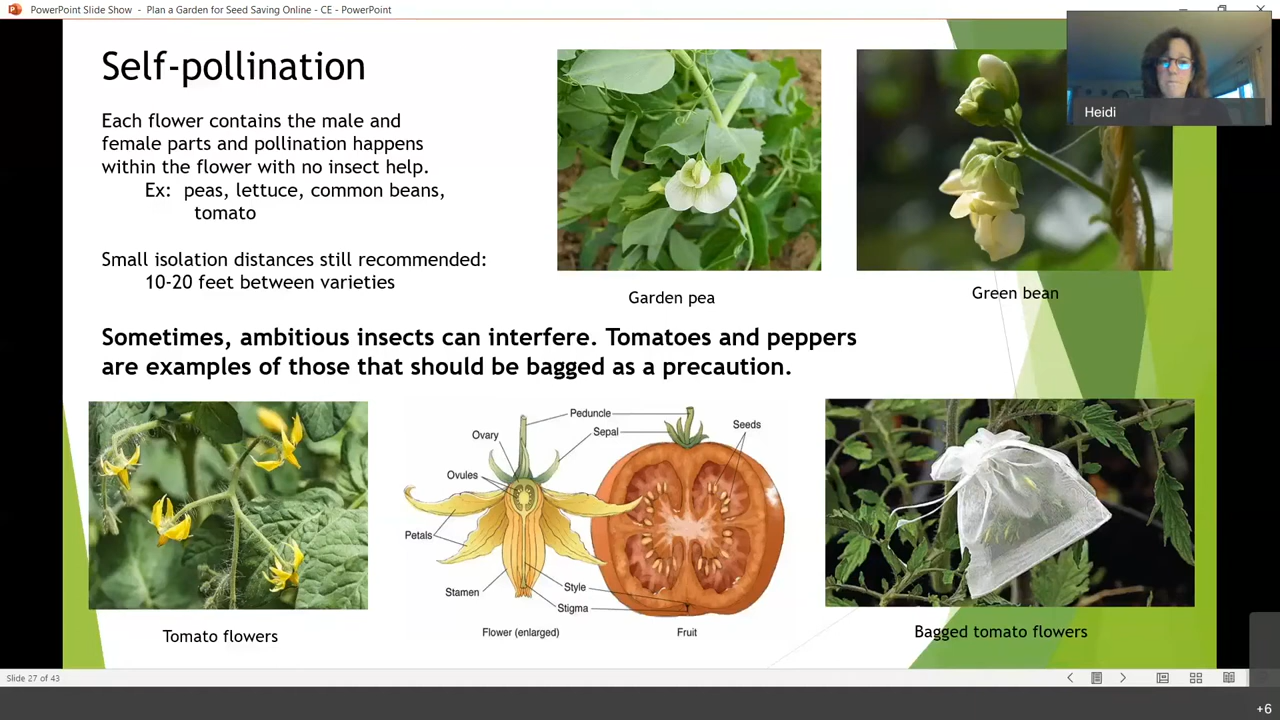 PowerPoint Slide Show - Plan a Garden for Seed Saving Online - CE - PowerPoint
Self-pollination
Each flower contains the male and
female parts and pollination happens
within the flower with no insect help.
Ex: peas, lettuce, common beans,
tomato
Small isolation distances still recommended:
10-20 feet between varieties
Heidi
Garden pea
Green bean
Sometimes, ambitious insects can interfere. Tomatoes and peppers
are examples of those that should be bagged as a precaution.
Peduncle
Seeds
Ovary
Sepal
Ovules
Petals
Stamen
Style
Stigma
Flower (enlarged)
Fruit
Tomato flowers
Bagged tomato flowers
Slide 27 of 43
+6